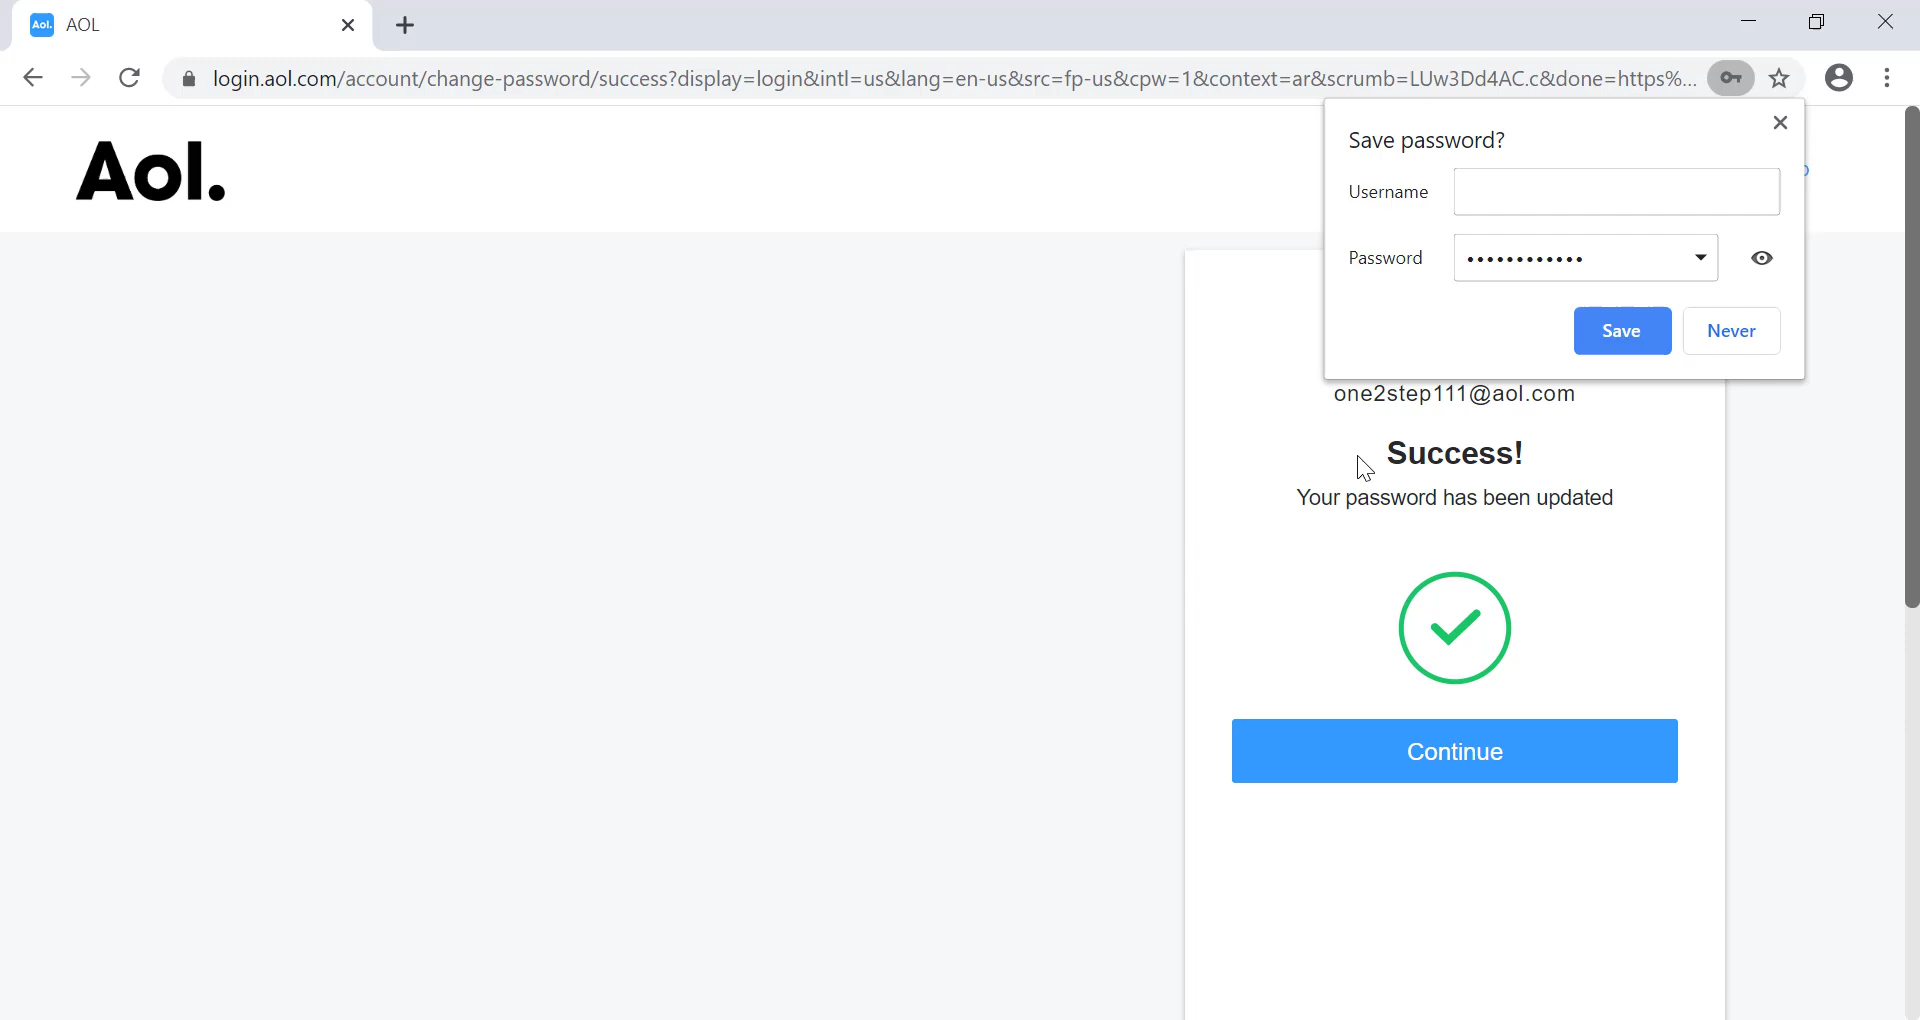 Aol.
AOL
login.aol.com/account/change-password/success?display=login&intl=us&lang=en-us&src=fp-us&cpw=1&context=ar&scrumb=LUw3Dd4AC.c&done=https%...
Aol.
Save password?
Username
Password
Save
Never
one2step111@aol.com
Success!
Your password has been updated
Continue